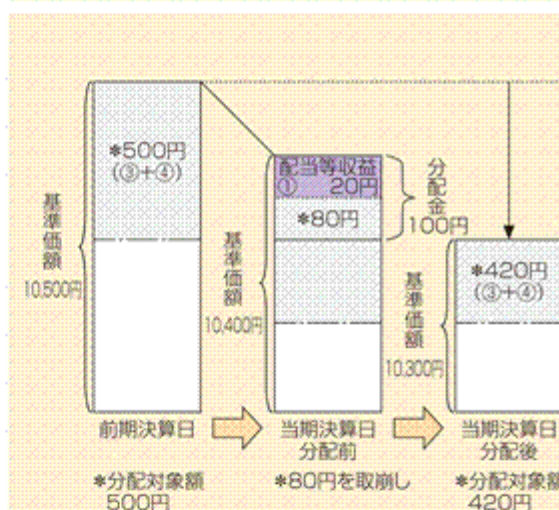 *500円
(③+④)
基準価額
10,500円
前期決算日
*分配対象額
500円
配当等収益
① 20円
*80円
分配金
100円
基準価額
10,400円
当期決算日
分配前
*80円を取崩し
*420円
(③+④)
基準価額
10,300円
当期決算日
分配後
*分配対象額
420円